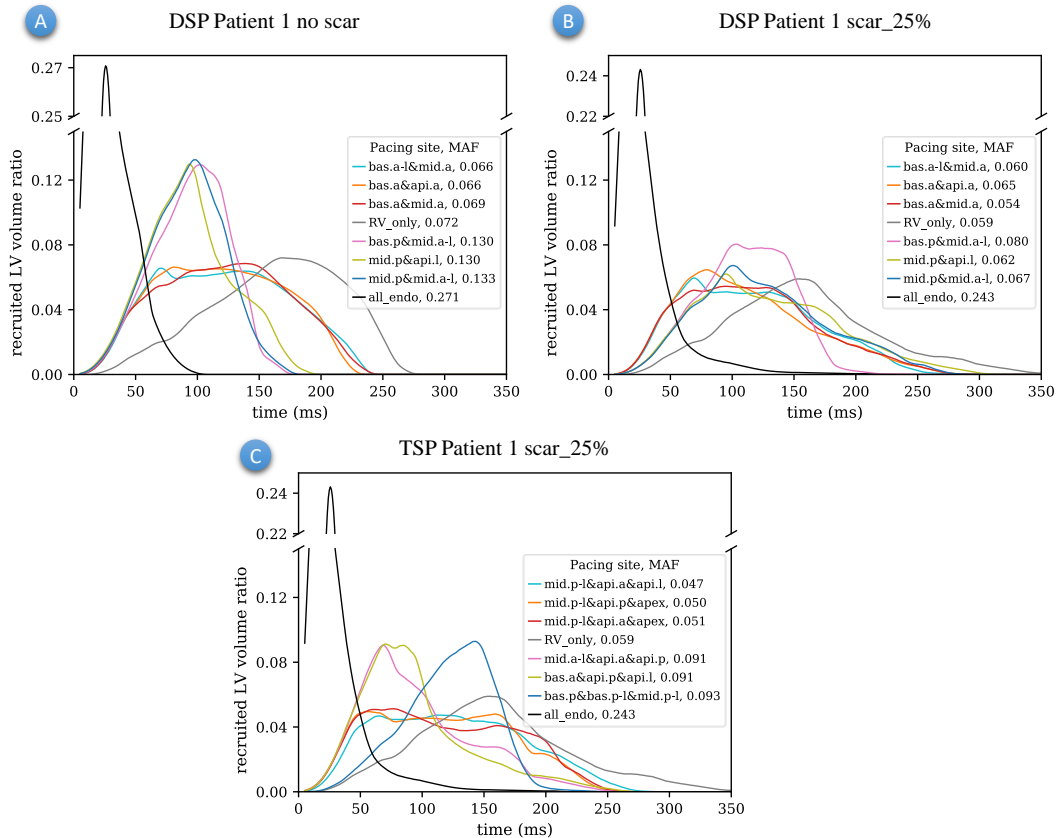 A
DSP Patient 1 no scar
0.27
0.25
0.12
0.08
0.04
0.00
recruited LV volume ratio
Pacing site, MAF
bas.a-l&mid.a, 0.066
bas.a&api.a, 0.066
bas.a&mid.a, 0.069
RV_only, 0.072
bas.p&mid.a-l, 0.130
mid.p&api.l, 0.130
mid.p&mid.a-l, 0.133
all_endo, 0.271
0 50 100 150 200 250 300 350
time (ms)
B
DSP Patient 1 scar_25%
0.24
0.22
0.12
0.08
0.04
0.00
recruited LV volume ratio
Pacing site, MAF
bas.a-l&mid.a, 0.060
bas.a&api.a, 0.065
bas.a&mid.a, 0.054
RV_only, 0.059
bas.p&mid.a-l, 0.080
mid.p&api.l, 0.062
mid.p&mid.a-l, 0.067
all_endo, 0.243
0 50 100 150 200 250 300 350
time (ms)
C
TSP Patient 1 scar_25%
0.24
0.22
0.12
0.08
0.04
0.00
recruited LV volume ratio
Pacing site, MAF
mid.p-l&api.a&api.l, 0.047
mid.p-l&api.p&apex, 0.050
mid.p-l&api.a&apex, 0.051
RV_only, 0.059
mid.a-l&api.a&api.p, 0.091
bas.a&api.p&api.l, 0.091
bas.p&bas.p-l&mid.p-l, 0.093
all_endo, 0.243
0 50 100 150 200 250 300 350
time (ms)